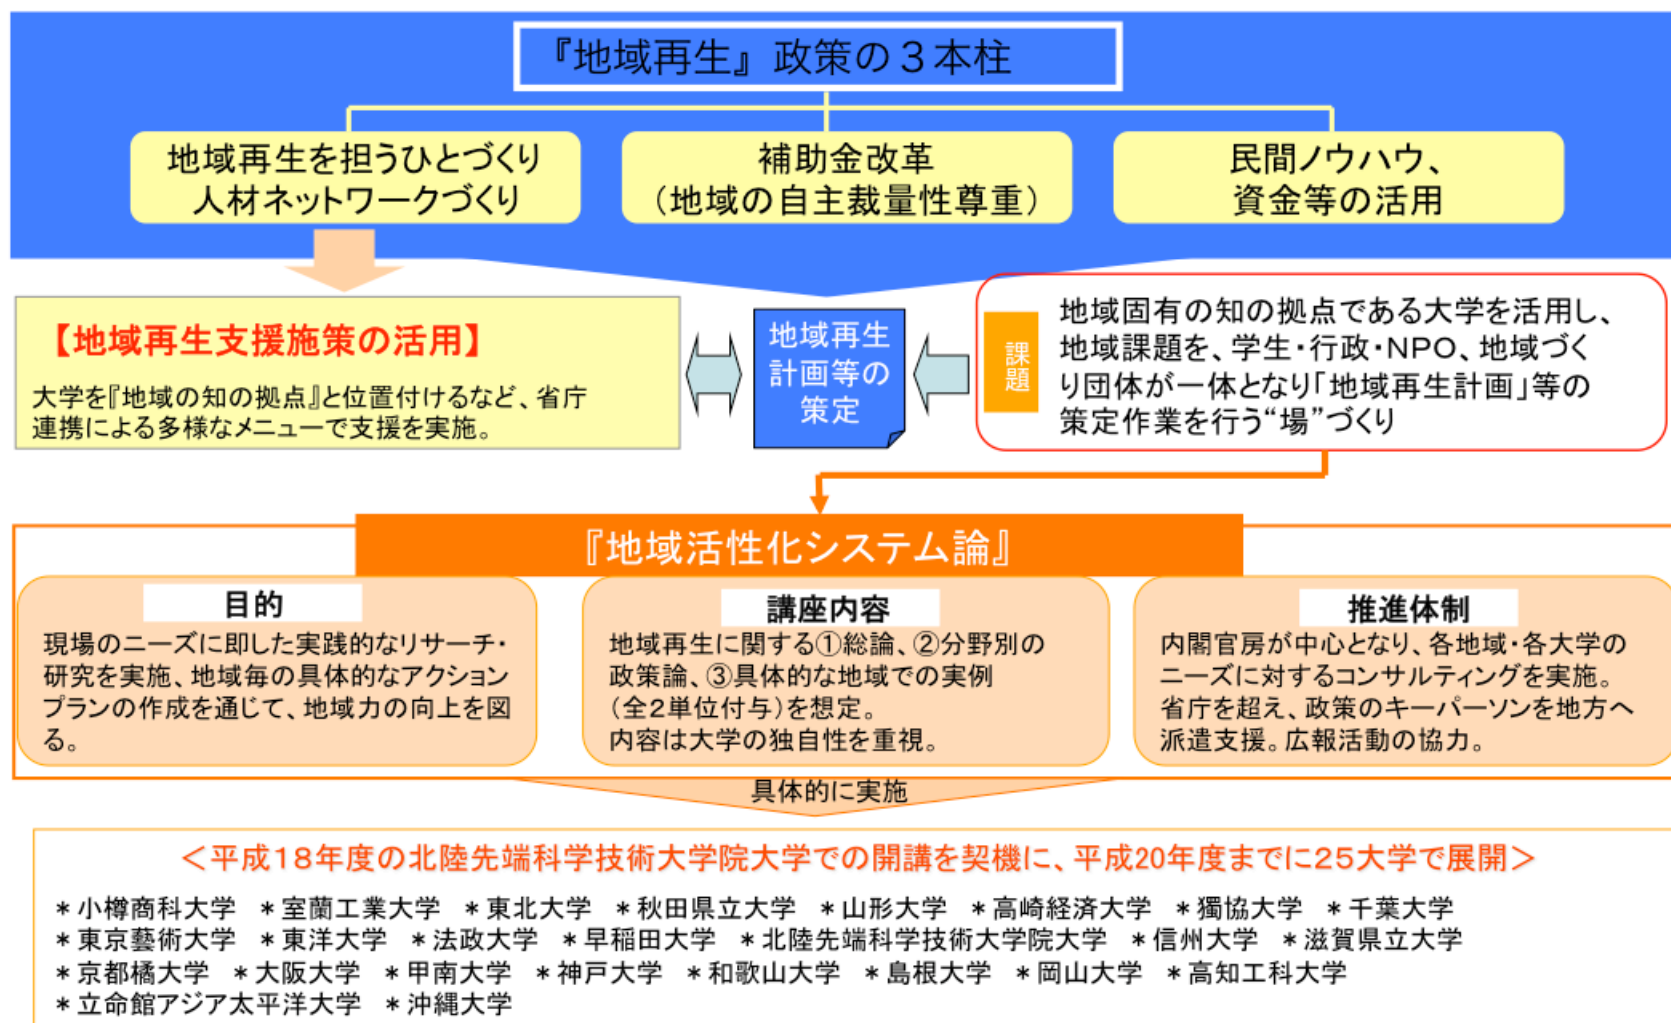 『地域再生』政策の３本柱
地域再生を担うひとづくり
人材ネットワークづくり
補助金改革
（地域の自主裁量性尊重）
民間ノウハウ、
資金等の活用
【地域再生支援施策の活用】
大学を『地域の知の拠点』と位置付けるなど、省庁
連携による多様なメニューで支援を実施。
地域再生
計画等の
策定
課題
地域固有の知の拠点である大学を活用し、
地域課題を、学生・行政・NPO、地域づく
り団体が一体となり「地域再生計画」等の
策定作業を行う“場”づくり
『地域活性化システム論』
目的
現場のニーズに即した実践的なリサーチ・
研究を実施、地域毎の具体的なアクション
プランの作成を通じて、地域力の向上を図
る。
講座内容
地域再生に関する①総論、②分野別の
政策論、③具体的な地域での実例
（全２単位付与）を想定。
内容は大学の独自性を重視。
推進体制
内閣官房が中心となり、各地域・各大学の
ニーズに対するコンサルティングを実施。
省庁を超え、政策のキーパーソンを地方へ
派遣支援。広報活動の協力。
具体的に実施
＜平成１８年度の北陸先端科学技術大学院大学での開講を契機に、平成20年度までに２５大学で展開＞
＊小樽商科大学 ＊室蘭工業大学 ＊東北大学 ＊秋田県立大学 ＊山形大学 ＊高崎経済大学 ＊獨協大学 ＊千葉大学
＊東京藝術大学 ＊東洋大学 ＊法政大学 ＊早稲田大学 ＊北陸先端科学技術大学院大学 ＊信州大学 ＊滋賀県立大学
＊京都橘大学 ＊大阪大学 ＊甲南大学 ＊神戸大学 ＊和歌山大学 ＊島根大学 ＊岡山大学 ＊高知工科大学
＊立命館アジア太平洋大学 ＊沖縄大学